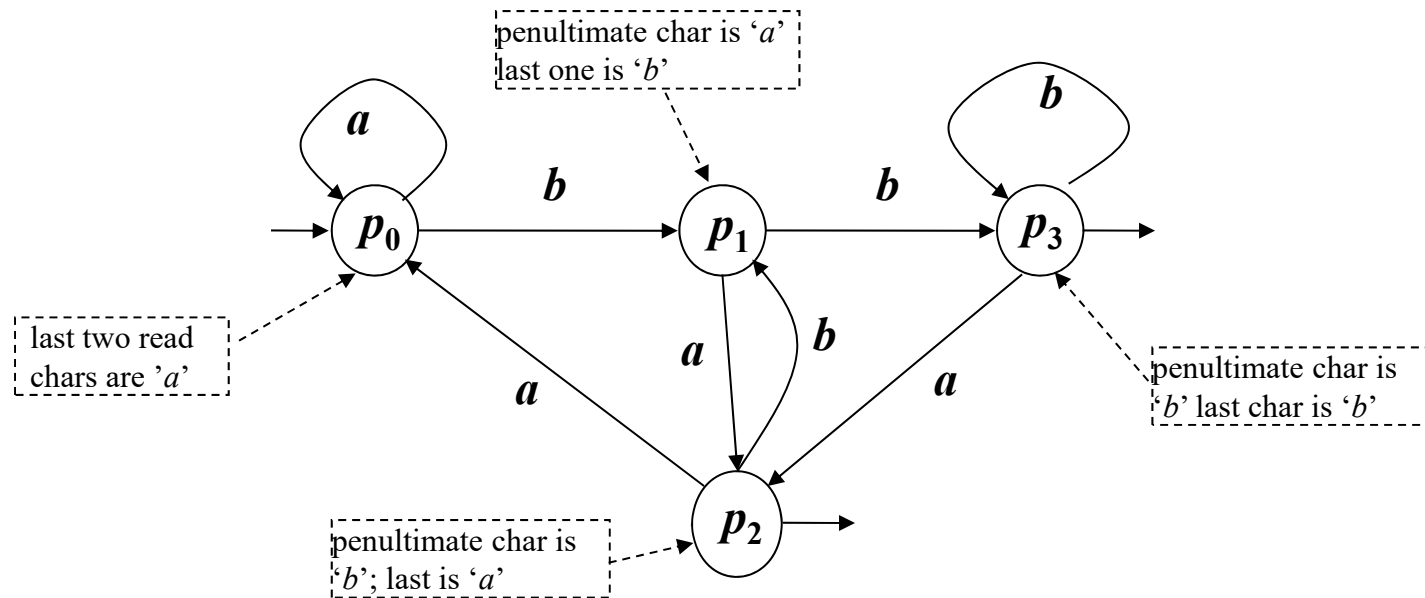 penultimate char is ‘a’
last one is ‘b’
a
b
b
b
p0
p1
p3
last two read
chars are ’a’
a
a
b
a
penultimate char is
‘b’ last char is ‘b’
p2
penultimate char is
‘b’; last is ‘a’